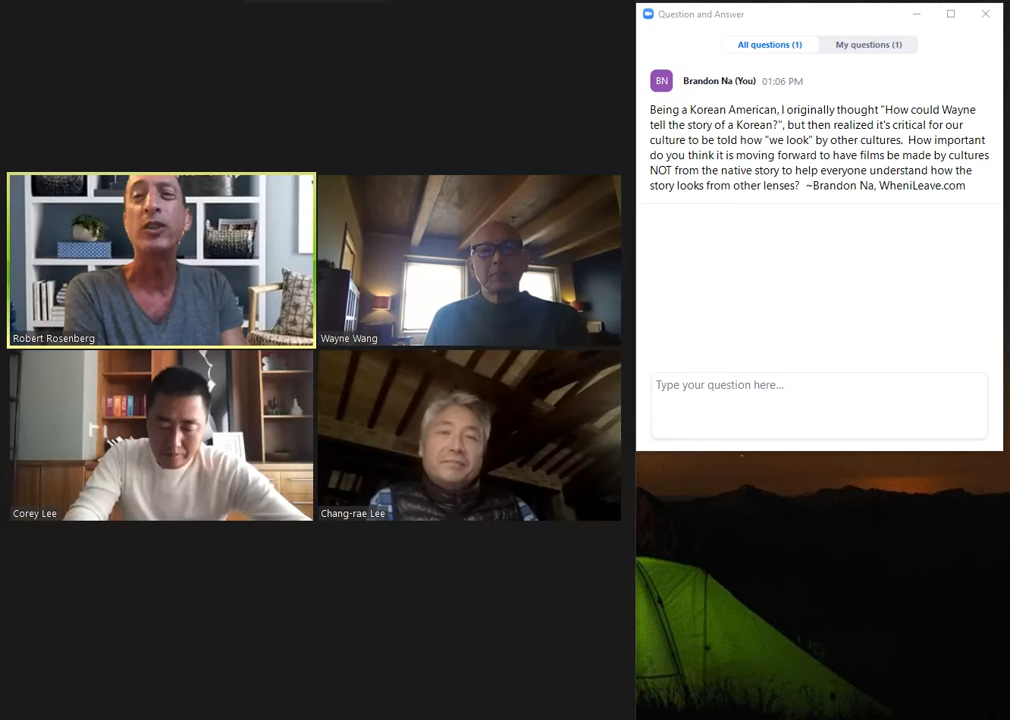 Question and Answer
All questions (1) My questions (1)
BN Brandon Na (You) 01:06 PM
Being a Korean American, I originally thought "How could Wayne
tell the story of a Korean?", but then realized it's critical for our
culture to be told how "we look" by other cultures.  How important
do you think it is moving forward to have films be made by cultures
NOT from the native story to help everyone understand how the
story looks from other lenses?  ~Brandon Na, WheniLeave.com
Type your question here...
Robert Rosenberg
Wayne Wang
Corey Lee
Chang-rae Lee